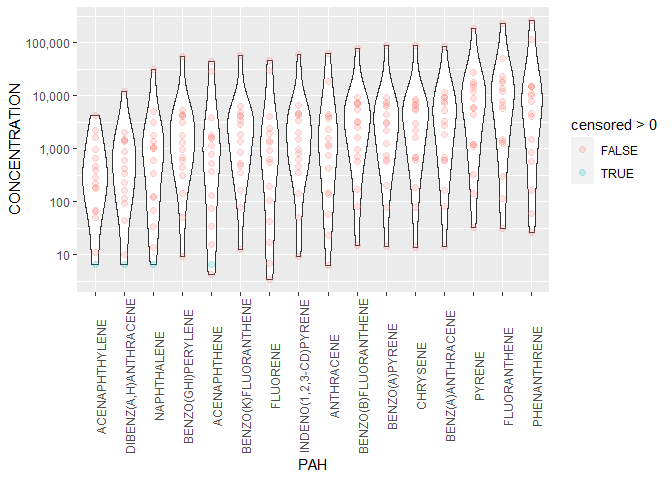 CONCENTRATION
100,000
10,000
1,000
100
10
ACENAPHTHYLENE
DIBENZ(A,H)ANTHRACENE
NAPHTHALENE
BENZO(GHI)PERYLENE
ACENAPHTHENE
BENZO(K)FLUORANTHENE
FLUORENE
INDENO(1,2,3-CD)PYRENE
ANTHRACENE
BENZO(B)FLUORANTHENE
BENZO(A)PYRENE
CHRYSENE
BENZ(A)ANTHRACENE
PYRENE
FLUORANTHENE
PHENANTHRENE
PAH
censored > 0
FALSE
TRUE